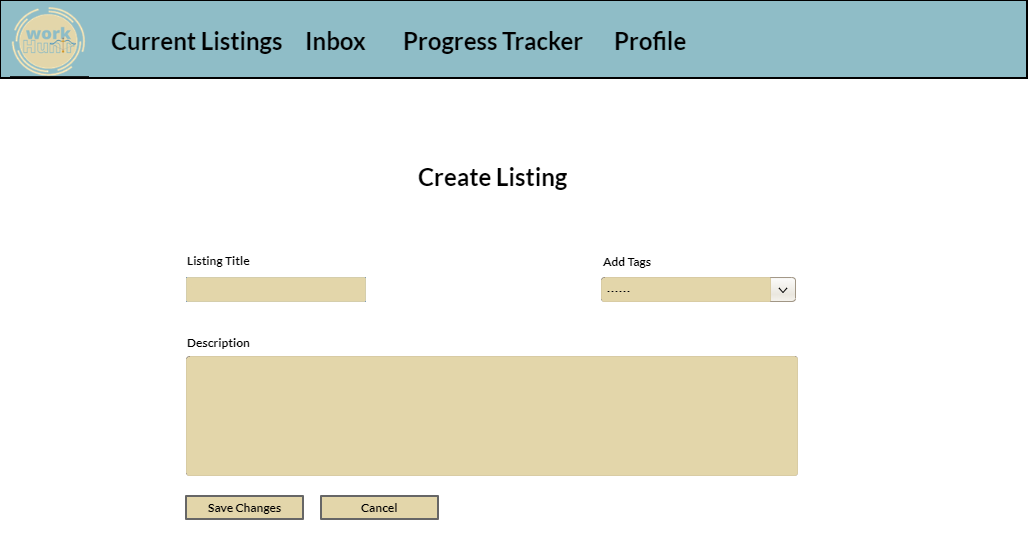 work
Hunt
Current Listings Inbox Progress Tracker Profile
Create Listing
Listing Title
Add Tags
------
Description
Save Changes Cancel